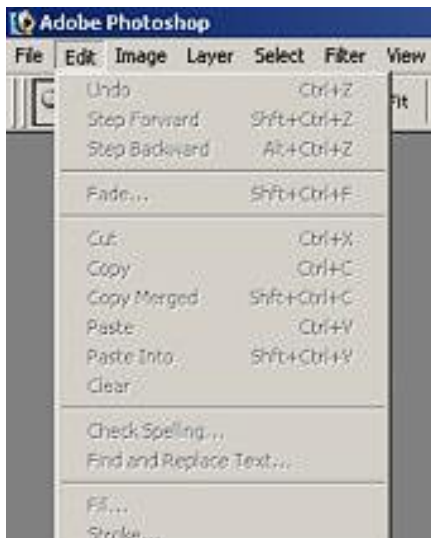 Adobe Photoshop
File Edit Image Layer Select Filter View
Fit
Undo Ctrl+Z
Step Forward Shft+Ctrl+Z
Step Backward Alt+Ctrl+Z
Fade... Shft+Ctrl+F
Cut Ctrl+X
Copy Ctrl+C
Copy Merged Shft+Ctrl+C
Paste Ctrl+V
Paste Into Shft+Ctrl+V
Clear
Check Spelling...
Find and Replace Text...
Fill...
Stroke...